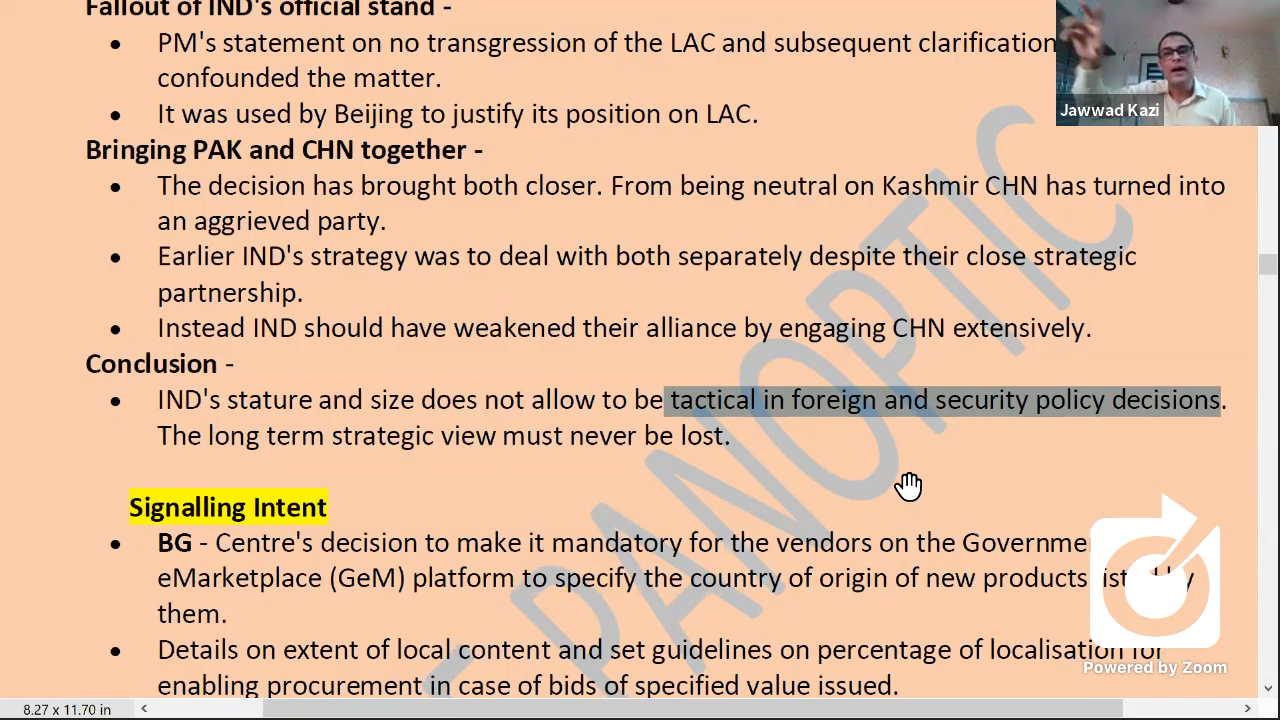 Fallout of IND's official stand -
• PM's statement on no transgression of the LAC and subsequent clarification
confounded the matter.
• It was used by Beijing to justify its position on LAC.
Bringing PAK and CHN together -
• The decision has brought both closer. From being neutral on Kashmir CHN has turned into
an aggrieved party.
• Earlier IND's strategy was to deal with both separately despite their close strategic
partnership.
• Instead IND should have weakened their alliance by engaging CHN extensively.
Conclusion -
• IND's stature and size does not allow to be tactical in foreign and security policy decisions.
The long term strategic view must never be lost.
Signalling Intent
• BG - Centre's decision to make it mandatory for the vendors on the
eMarketplace (GeM) platform to specify the country of origin of new products by
them.
• Details on extent of local content and set guidelines on percentage of localisation for
enabling procurement in case of bids of specified value issued.
Jawwad Kazi
PANOPTIC
Powered by Zoom
8.27 x 11.70 in